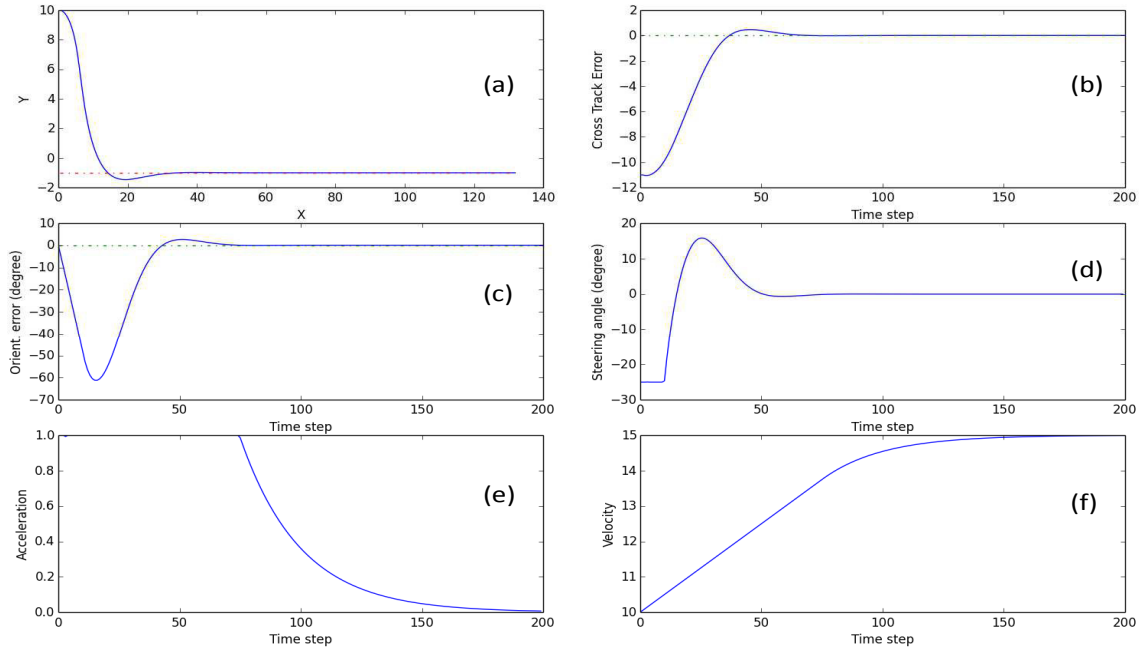 10
8
6
4
2
0
−2
Y
(a)
0 20 40 60 80 100 120 140
X
2
0
−2
−4
−6
−8
−10
−12
Cross Track Error
(b)
0 50 100 150 200
Time step
10
0
−10
−20
−30
−40
−50
−60
−70
Orient. error (degree)
(c)
0 50 100 150 200
Time step
20
10
0
−10
−20
−30
Steering angle (degree)
(d)
0 50 100 150 200
Time step
1.0
0.8
0.6
0.4
0.2
0.0
Acceleration
(e)
0 50 100 150 200
Time step
15
14
13
12
11
10
Velocity
(f)
0 50 100 150 200
Time step